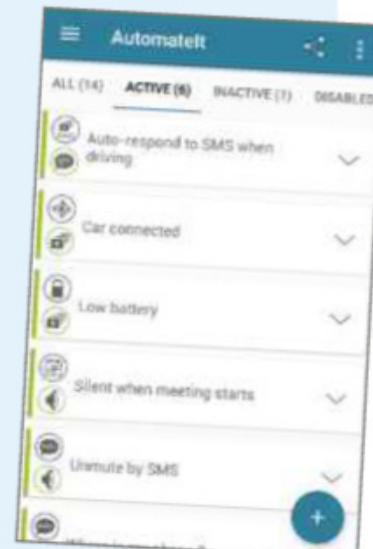 AutomateIt
ALL (14) ACTIVE (6) INACTIVE (1) DISABLED
Auto-respond to SMS when
driving
Car connected
Low battery
Silent when meeting starts
Unmute by SMS
+